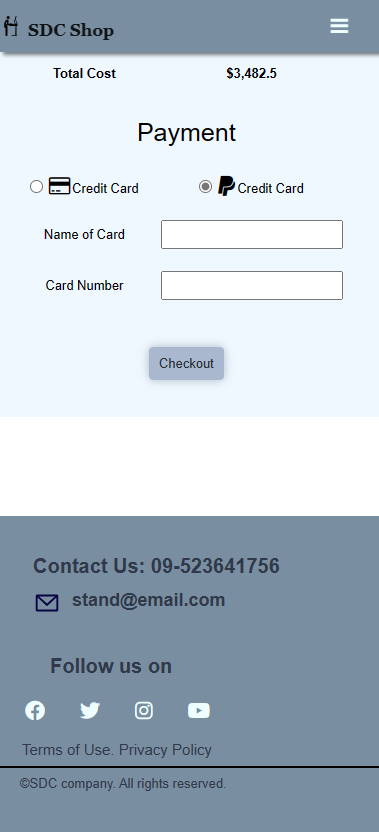 SDC Shop
Total Cost $3,482.5
Payment
Credit Card Credit Card
Name of Card
Card Number
Checkout
Contact Us: 09-523641756
stand@email.com
Follow us on
Terms of Use. Privacy Policy
©SDC company. All rights reserved.